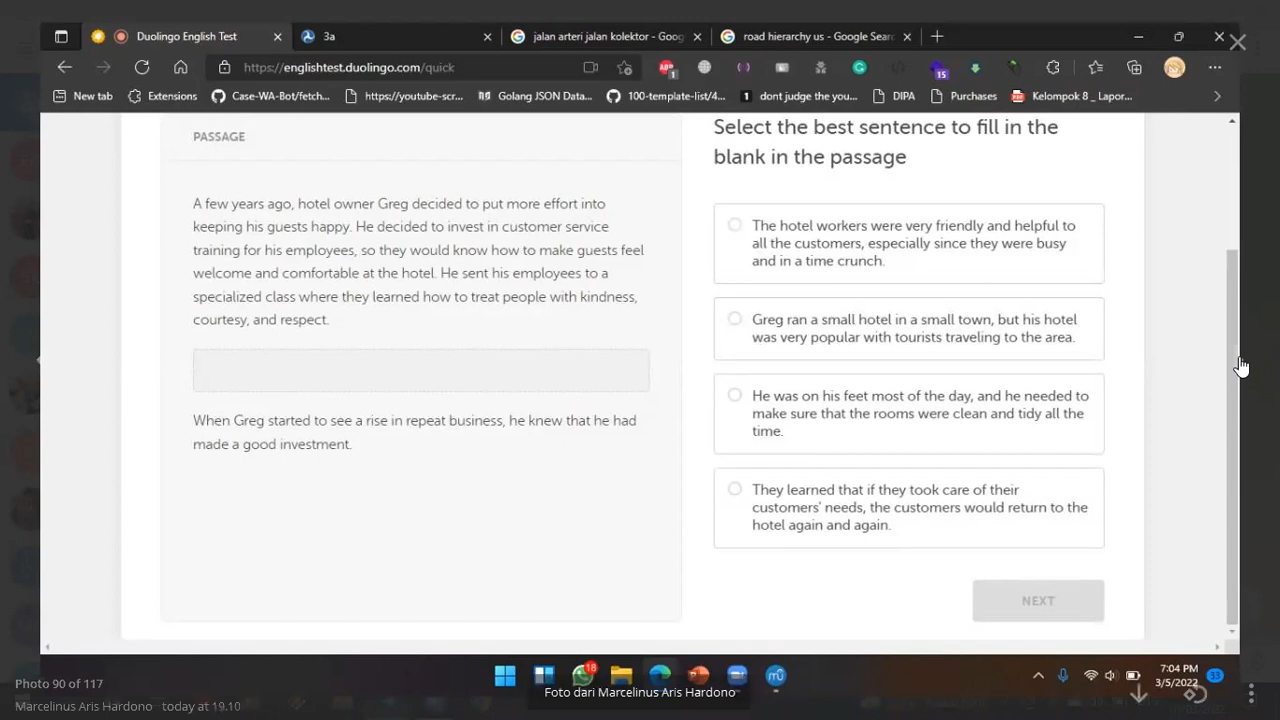 Duolingo English Test
3a
jalan arteri jalan kolektor - Goog
road hierarchy us - Google Sear
https://englishtest.duolingo.com/quick
1
15
New tab
Extensions
Case-WA-Bot/fetch...
https://youtube-scr...
Golang JSON Data...
100-template-list/4...
dont judge the you...
DIPA
Purchases
Kelompok 8 _ Lapor...
PASSAGE
A few years ago, hotel owner Greg decided to put more effort into
keeping his guests happy. He decided to invest in customer service
training for his employees, so they would know how to make guests feel
welcome and comfortable at the hotel. He sent his employees to a
specialized class where they learned how to treat people with kindness,
courtesy, and respect.
When Greg started to see a rise in repeat business, he knew that he had
made a good investment.
Select the best sentence to fill in the
blank in the passage
The hotel workers were very friendly and helpful to
all the customers, especially since they were busy
and in a time crunch.
Greg ran a small hotel in a small town, but his hotel
was very popular with tourists traveling to the area.
He was on his feet most of the day, and he needed to
make sure that the rooms were clean and tidy all the
time.
They learned that if they took care of their
customers' needs, the customers would return to the
hotel again and again.
NEXT
18
7:04 PM
3/5/2022
33
Photo 90 of 117
Foto dari Marcelinus Aris Hardono
Marcelinus Aris Hardono today at 19.10